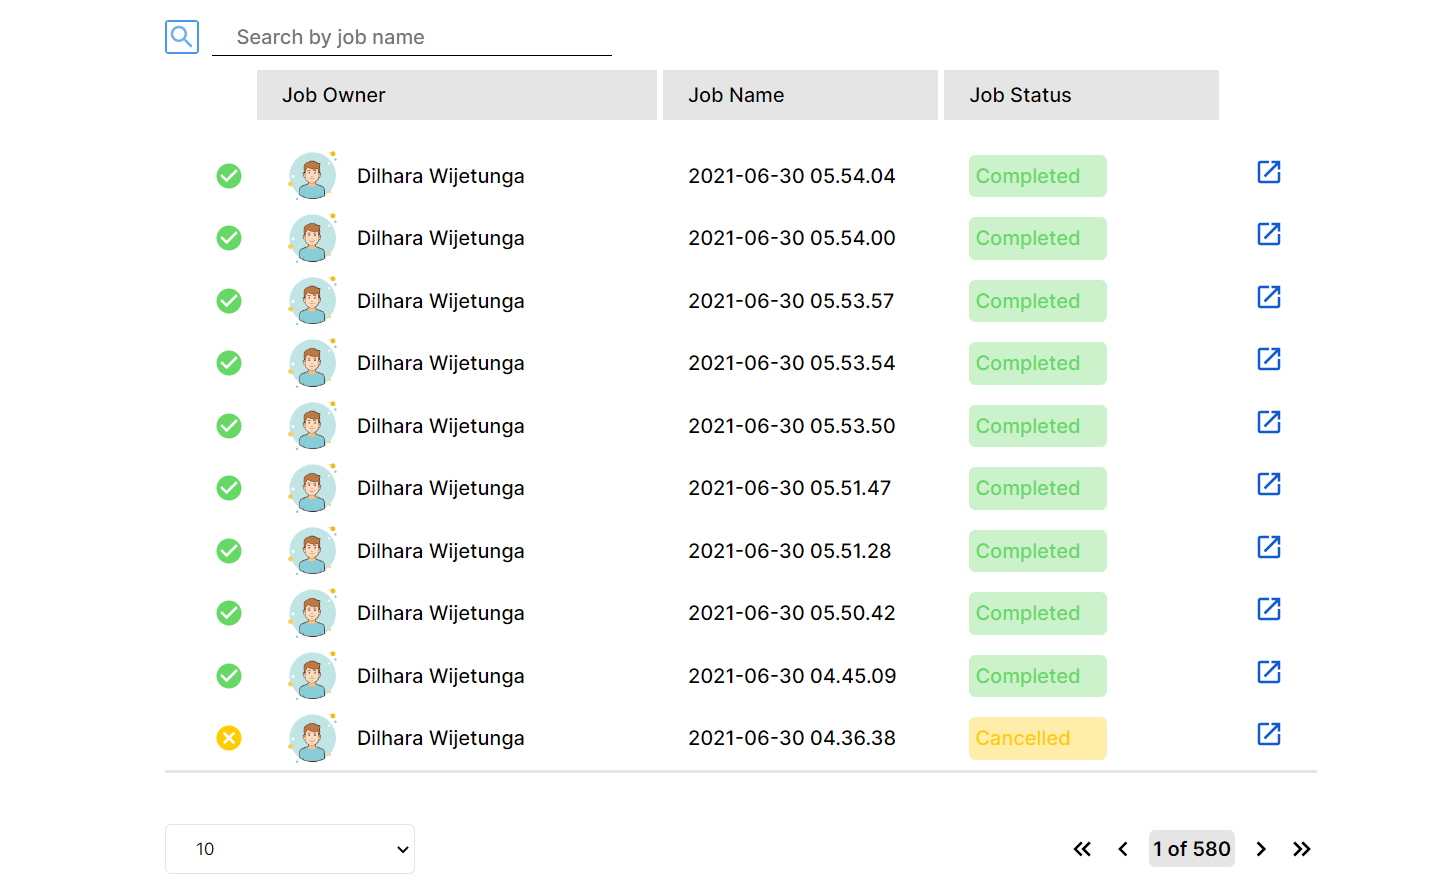 Search by job name
Job Owner Job Name Job Status
Dilhara Wijetunga 2021-06-30 05.54.04 Completed
Dilhara Wijetunga 2021-06-30 05.54.00 Completed
Dilhara Wijetunga 2021-06-30 05.53.57 Completed
Dilhara Wijetunga 2021-06-30 05.53.54 Completed
Dilhara Wijetunga 2021-06-30 05.53.50 Completed
Dilhara Wijetunga 2021-06-30 05.51.47 Completed
Dilhara Wijetunga 2021-06-30 05.51.28 Completed
Dilhara Wijetunga 2021-06-30 05.50.42 Completed
Dilhara Wijetunga 2021-06-30 04.45.09 Completed
Dilhara Wijetunga 2021-06-30 04.36.38 Cancelled
10 1 of 580